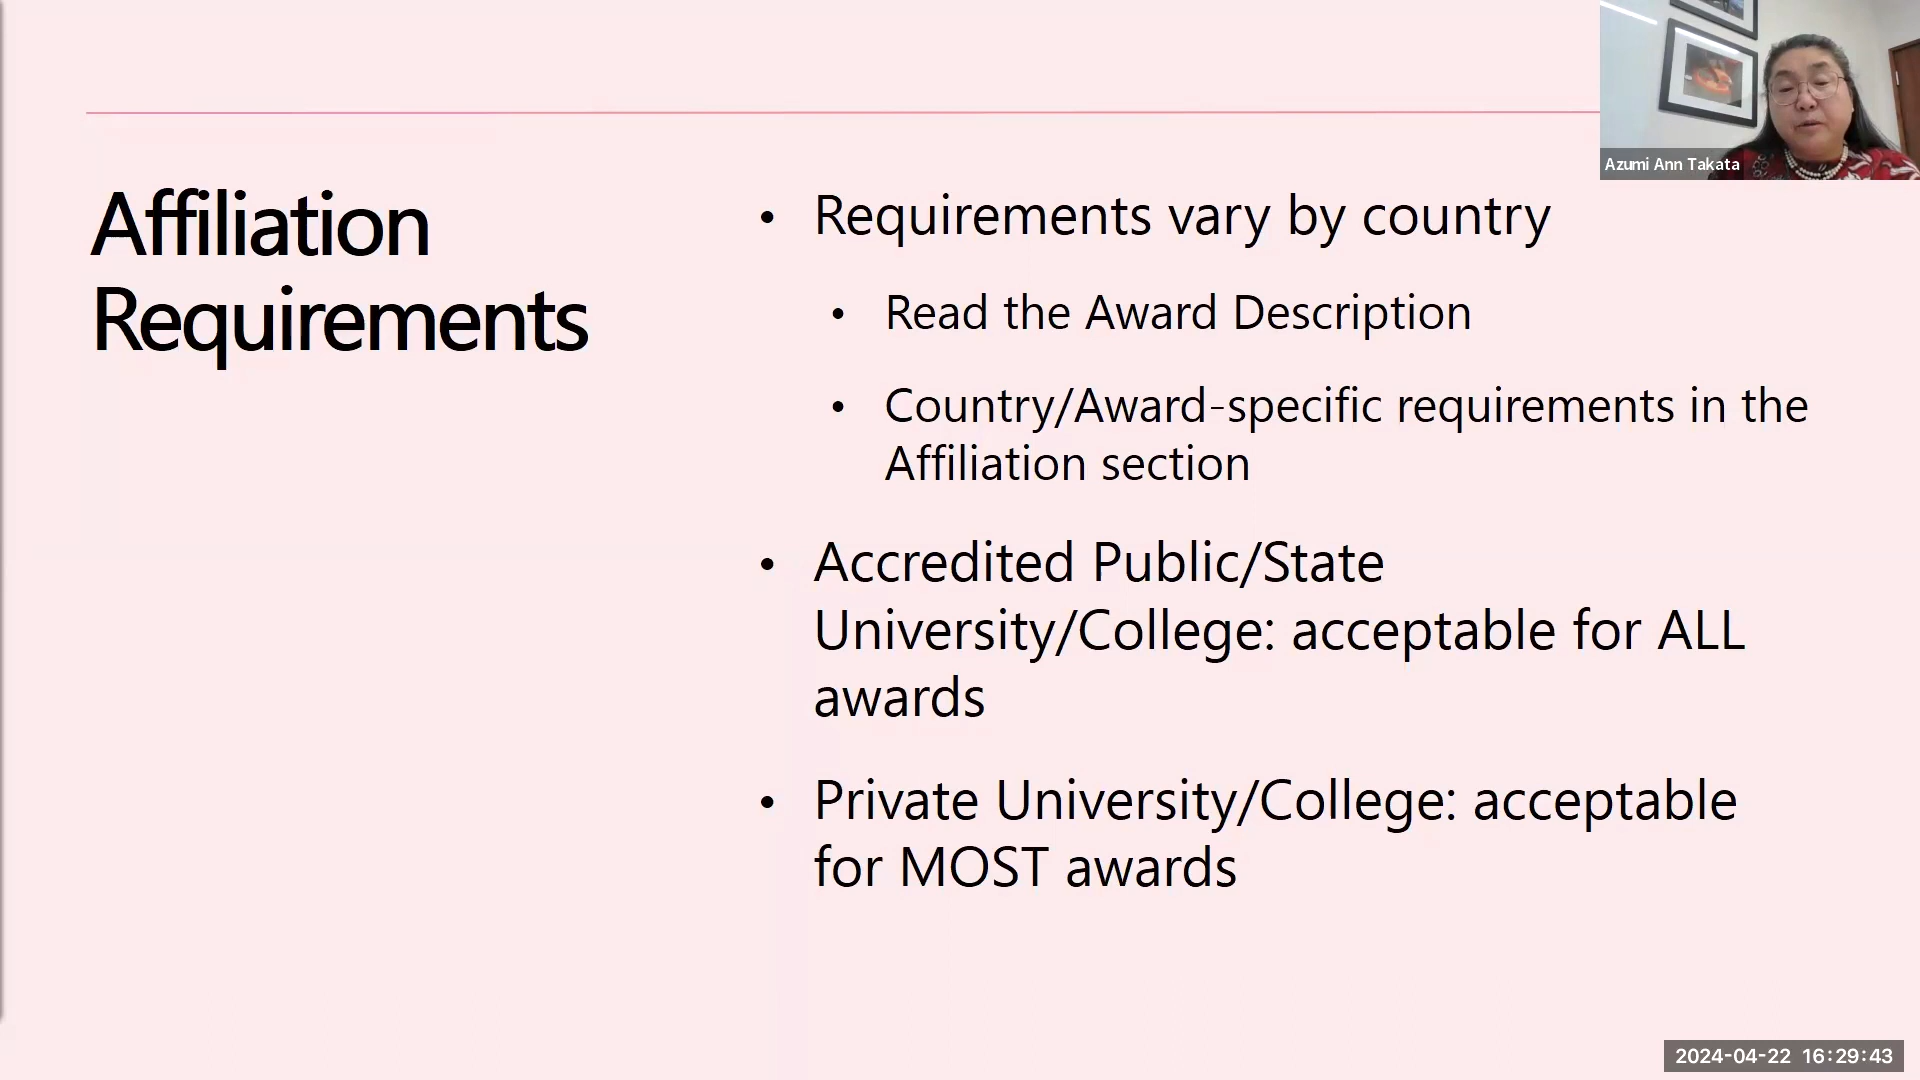 Affiliation
Requirements
• Requirements vary by country
• Read the Award Description
• Country/Award-specific requirements in the
Affiliation section
• Accredited Public/State
University/College: acceptable for ALL
awards
• Private University/College: acceptable
for MOST awards
Azumi Ann Takata
2024-04-22 16:29:43